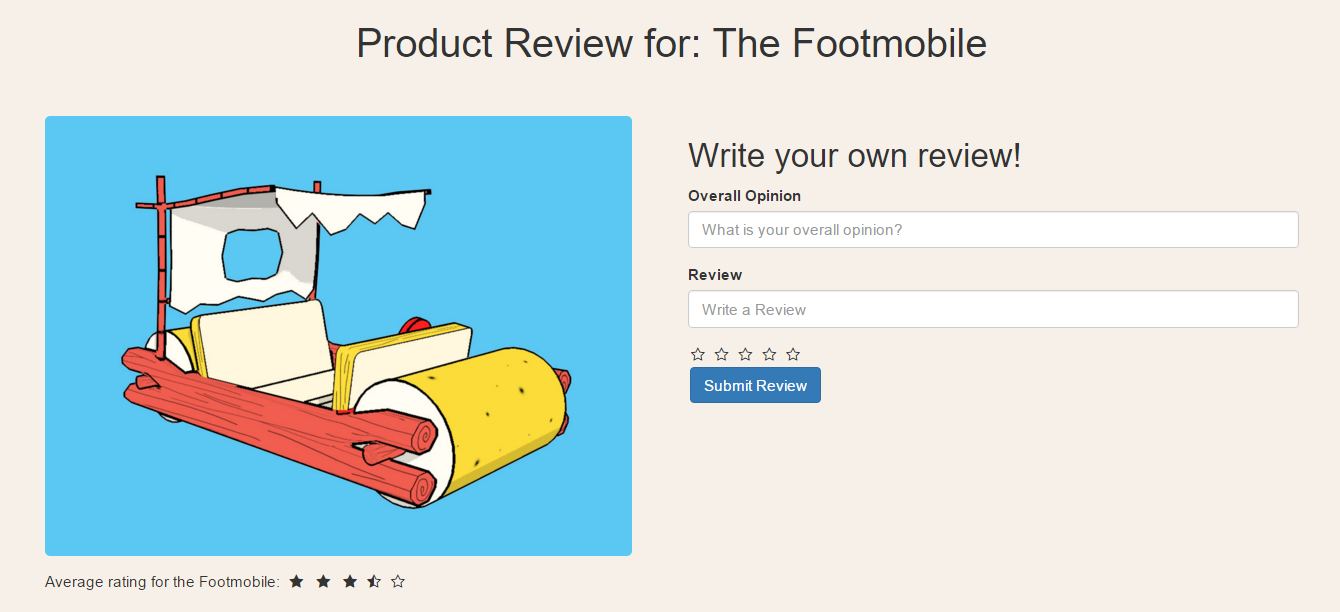 Product Review for: The Footmobile
Write your own review!
Overall Opinion
What is your overall opinion?
Review
Write a Review
Submit Review
Average rating for the Footmobile: